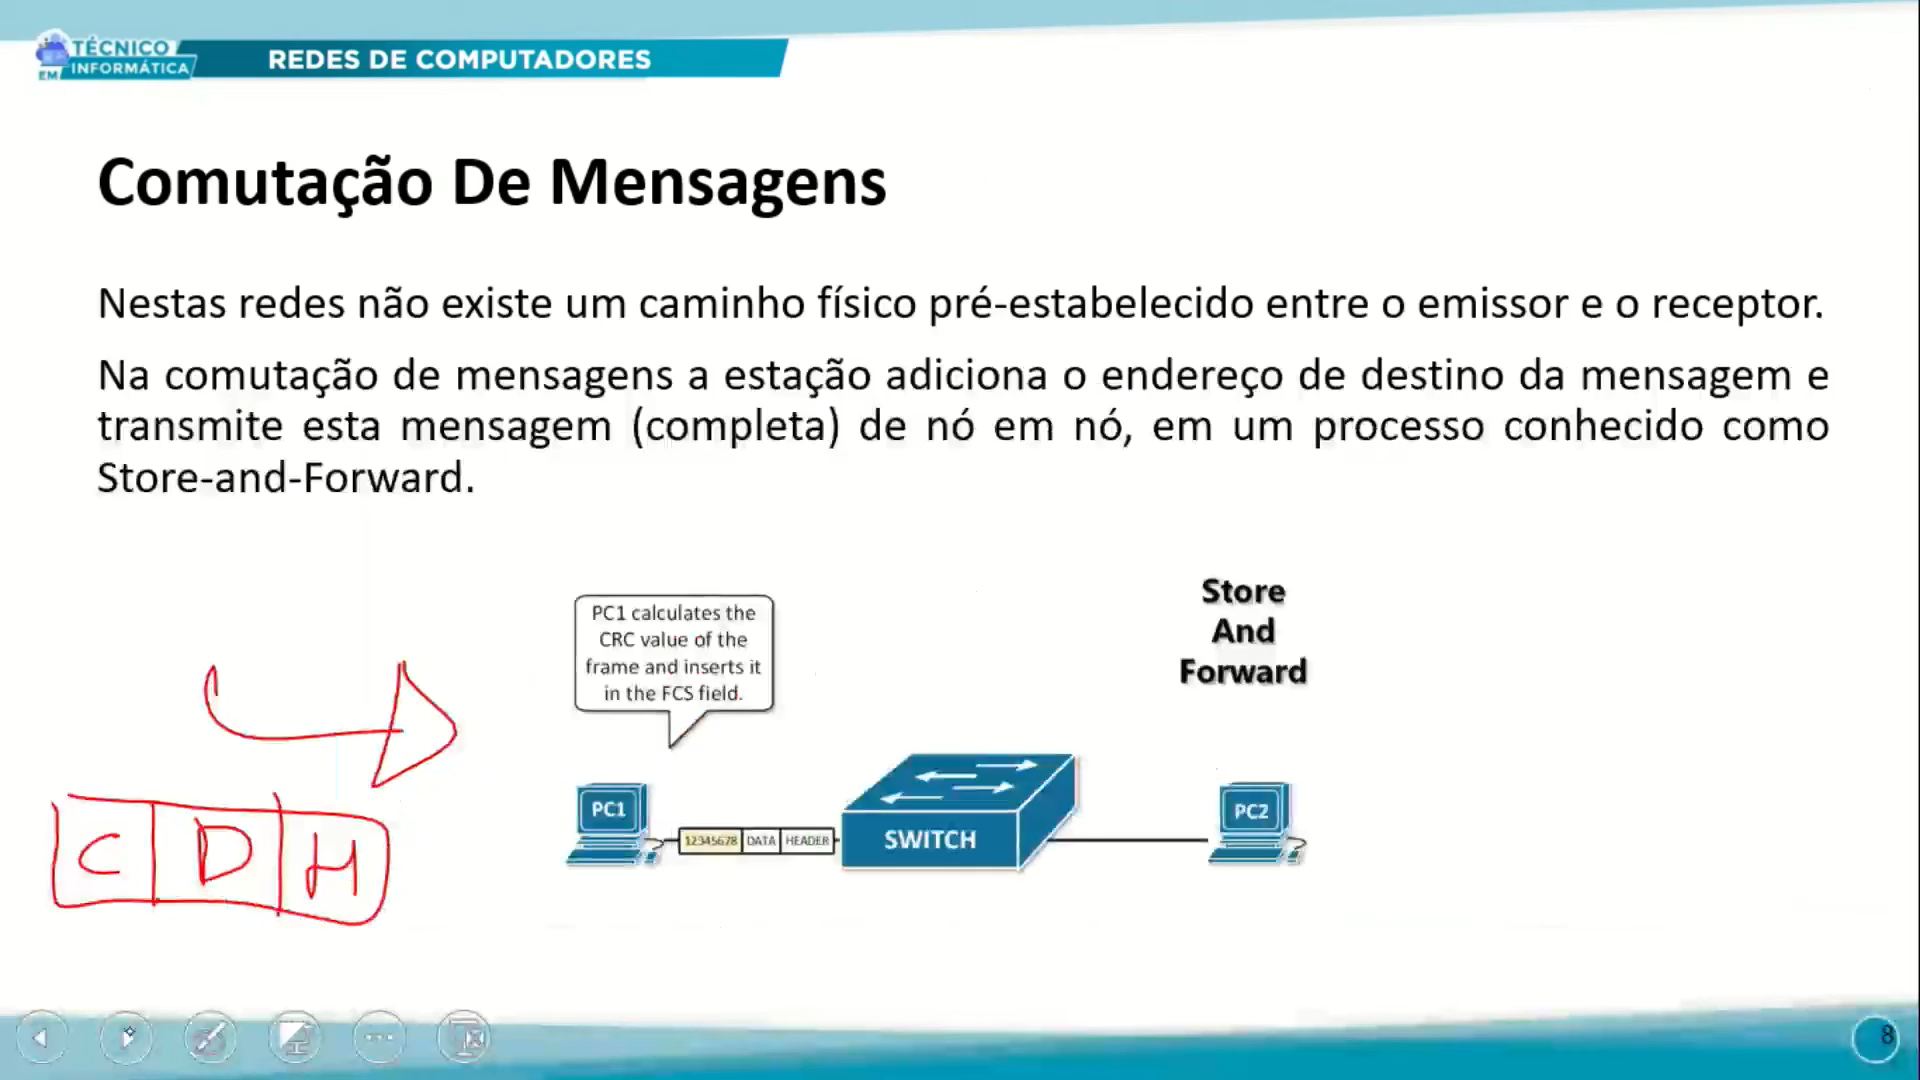 TÉCNICO
EM INFORMÁTICA
REDES DE COMPUTADORES
Comutação De Mensagens
Nestas redes não existe um caminho físico pré-estabelecido entre o emissor e o receptor.
Na comutação de mensagens a estação adiciona o endereço de destino da mensagem e
transmite esta mensagem (completa) de nó em nó, em um processo conhecido como
Store-and-Forward.
PC1 calculates the
CRC value of the
frame and inserts it
in the FCS field.
Store
And
Forward
PC1
12345678 DATA HEADER
SWITCH
PC2
C D H
8